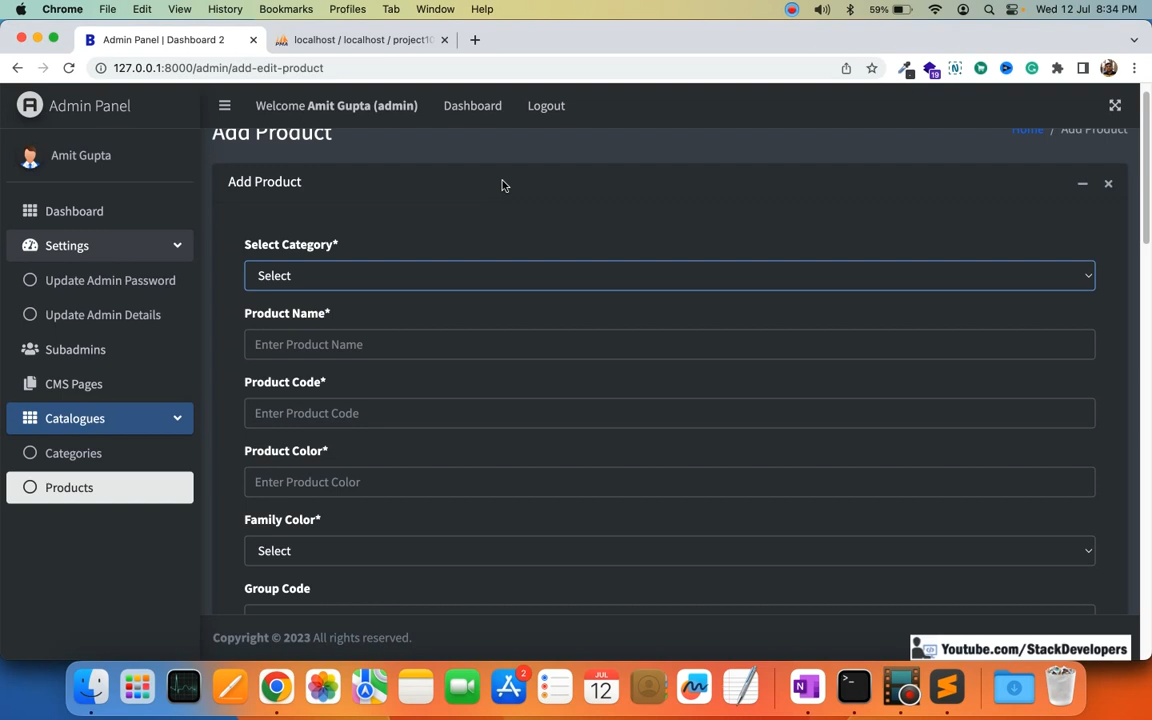 Chrome File Edit View History Bookmarks Profiles Tab Window Help 59% Wed 12 Jul 8:34 PM
Admin Panel | Dashboard 2 localhost / localhost / project10
127.0.0.1:8000/admin/add-edit-product 19
A Admin Panel Welcome Amit Gupta (admin) Dashboard Logout
Add Product Home / Add Product
Amit Gupta
Add Product
Dashboard
Settings
Select Category*
Update Admin Password
Select
Update Admin Details
Product Name*
Subadmins
Enter Product Name
CMS Pages
Product Code*
Catalogues
Enter Product Code
Categories
Product Color*
Products
Enter Product Color
Family Color*
Select
Group Code
Copyright © 2023 All rights reserved.
Youtube.com/StackDevelopers
2
JUL
12